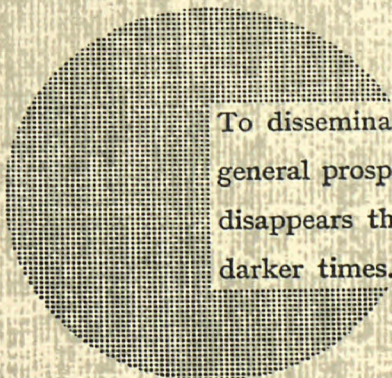 To dissemina
general prosp
disappears th
darker times.